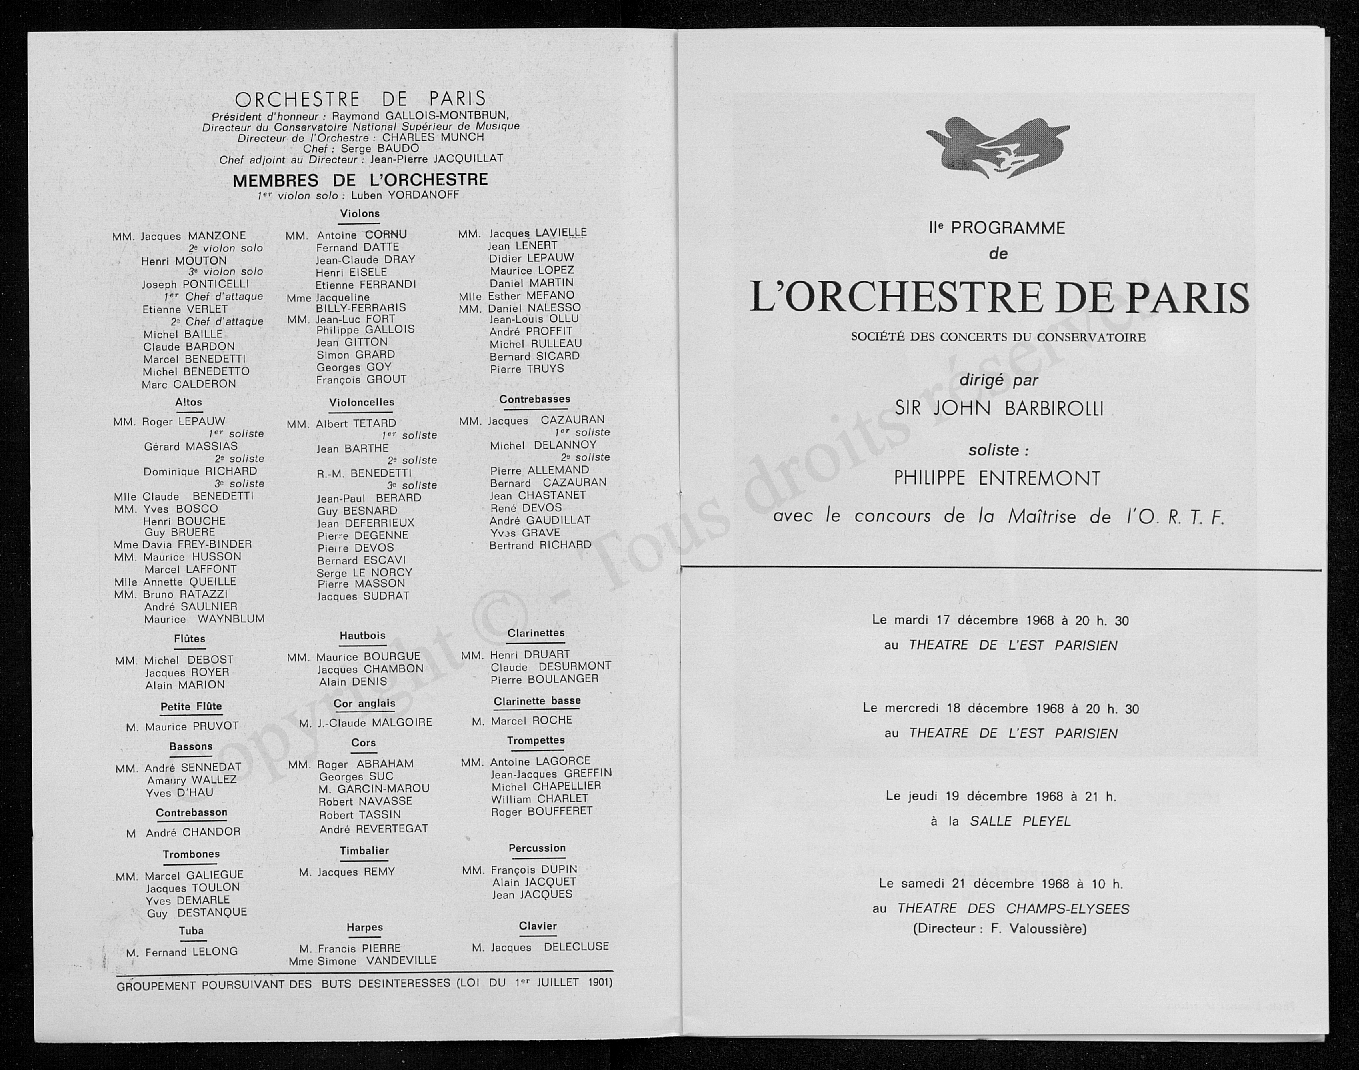 ORCHESTRE DE PARIS
Président d'honneur : Raymond GALLOIS-MONTBRUN,
Directeur du Conservatoire National Supérieur de Musique
Directeur de l'Orchestre : CHARLES MUNCH
Chef : Serge BAUDO
Chef adjoint au Directeur : Jean-Pierre JACQUILLAT
MEMBRES DE L'ORCHESTRE
1er violon solo : Luben YORDANOFF
Violons
MM. Jacques MANZONE
2e violon solo
Henri MOUTON
3e violon solo
Joseph PONTICELLI
1er Chef d'attaque
Etienne VERLET
2e Chef d'attaque
Michel BAILLE
Claude BARDON
Marcel BENEDETTI
Michel BENEDETTO
Marc CALDERON
MM. Antoine CORNU
Fernand DATTE
Jean-Claude DRAY
Henri EISELE
Etienne FERRANDI
Mme Jacqueline
BILLY-FERRARIS
MM. Jean-Luc FORT
Philippe GALLOIS
Jean GITTON
Simon GRARD
Georges GOY
François GROUT
MM. Jacques LAVIELLE
Jean LENERT
Didier LEPAUW
Maurice LOPEZ
Daniel MARTIN
Mlle Esther MEFANO
MM. Daniel NALESSO
Jean-Louis OLLU
André PROFFIT
Michel RULLEAU
Bernard SICARD
Pierre TRUYS
Altos
MM. Roger LEPAUW
1er soliste
Gérard MASSIAS
2e soliste
Dominique RICHARD
3e soliste
Mlle Claude BENEDETTI
MM. Yves BOSCO
Henri BOUCHE
Guy BRUERE
Mme Davia FREY-BINDER
MM. Maurice HUSSON
Marcel LAFFONT
Mlle Annette QUEILLE
MM. Bruno RATAZZI
André SAULNIER
Maurice WAYNBLUM
Violoncelles
MM. Albert TETARD
1er soliste
Jean BARTHE
2e soliste
R.-M. BENEDETTI
3e soliste
Jean-Paul BERARD
Guy BESNARD
Jean DEFERRIEUX
Pierre DEGENNE
Pierre DEVOS
Bernard ESCAVI
Serge LE NORCY
Pierre MASSON
Jacques SUDRAT
Contrebasses
MM. Jacques CAZAURAN
1er soliste
Michel DELANNOY
2e soliste
Pierre ALLEMAND
Bernard CAZAURAN
Jean CHASTANET
René DEVOS
André GAUDILLAT
Yves GRAVE
Bertrand RICHARD
Flûtes
MM. Michel DEBOST
Jacques ROYER
Alain MARION
Hautbois
MM. Maurice BOURGUE
Jacques CHAMBON
Alain DENIS
Clarinettes
MM. Henri DRUART
Claude DESURMONT
Pierre BOULANGER
Petite Flûte
M. Maurice PRUVOT
Cor anglais
M. J.-Claude MALGOIRE
Clarinette basse
M. Marcel ROCHE
Bassons
MM. André SENNEDAT
Amaury WALLEZ
Yves D'HAU
Contrebasson
M André CHANDOR
Cors
MM. Roger ABRAHAM
Georges SUC
M. GARCIN-MAROU
Robert NAVASSE
Robert TASSIN
André REVERTEGAT
Trompettes
MM. Antoine LAGORCE
Jean-Jacques GREFFIN
Michel CHAPELLIER
William CHARLET
Roger BOUFFERET
Trombones
MM. Marcel GALIEGUE
Jacques TOULON
Yves DEMARLE
Guy DESTANQUE
Timbalier
M. Jacques REMY
Percussion
MM. François DUPIN
Alain JACQUET
Jean JACQUES
Tuba
M. Fernand LELONG
Harpes
M. Francis PIERRE
Mme Simone VANDEVILLE
Clavier
M. Jacques DELECLUSE
GROUPEMENT POURSUIVANT DES BUTS DESINTERESSES (LOI DU 1er JUILLET 1901)
IIe PROGRAMME
de
L'ORCHESTRE DE PARIS
SOCIÉTÉ DES CONCERTS DU CONSERVATOIRE
dirigé par
SIR JOHN BARBIROLLI
soliste :
PHILIPPE ENTREMONT
avec le concours de la Maîtrise de l'O. R. T. F.
Le mardi 17 décembre 1968 à 20 h. 30
au THEATRE DE L'EST PARISIEN
Le mercredi 18 décembre 1968 à 20 h. 30
au THEATRE DE L'EST PARISIEN
Le jeudi 19 décembre 1968 à 21 h.
à la SALLE PLEYEL
Le samedi 21 décembre 1968 à 10 h.
au THEATRE DES CHAMPS-ELYSEES
(Directeur : F. Valoussière)
Copyright © - Tous droits réservés